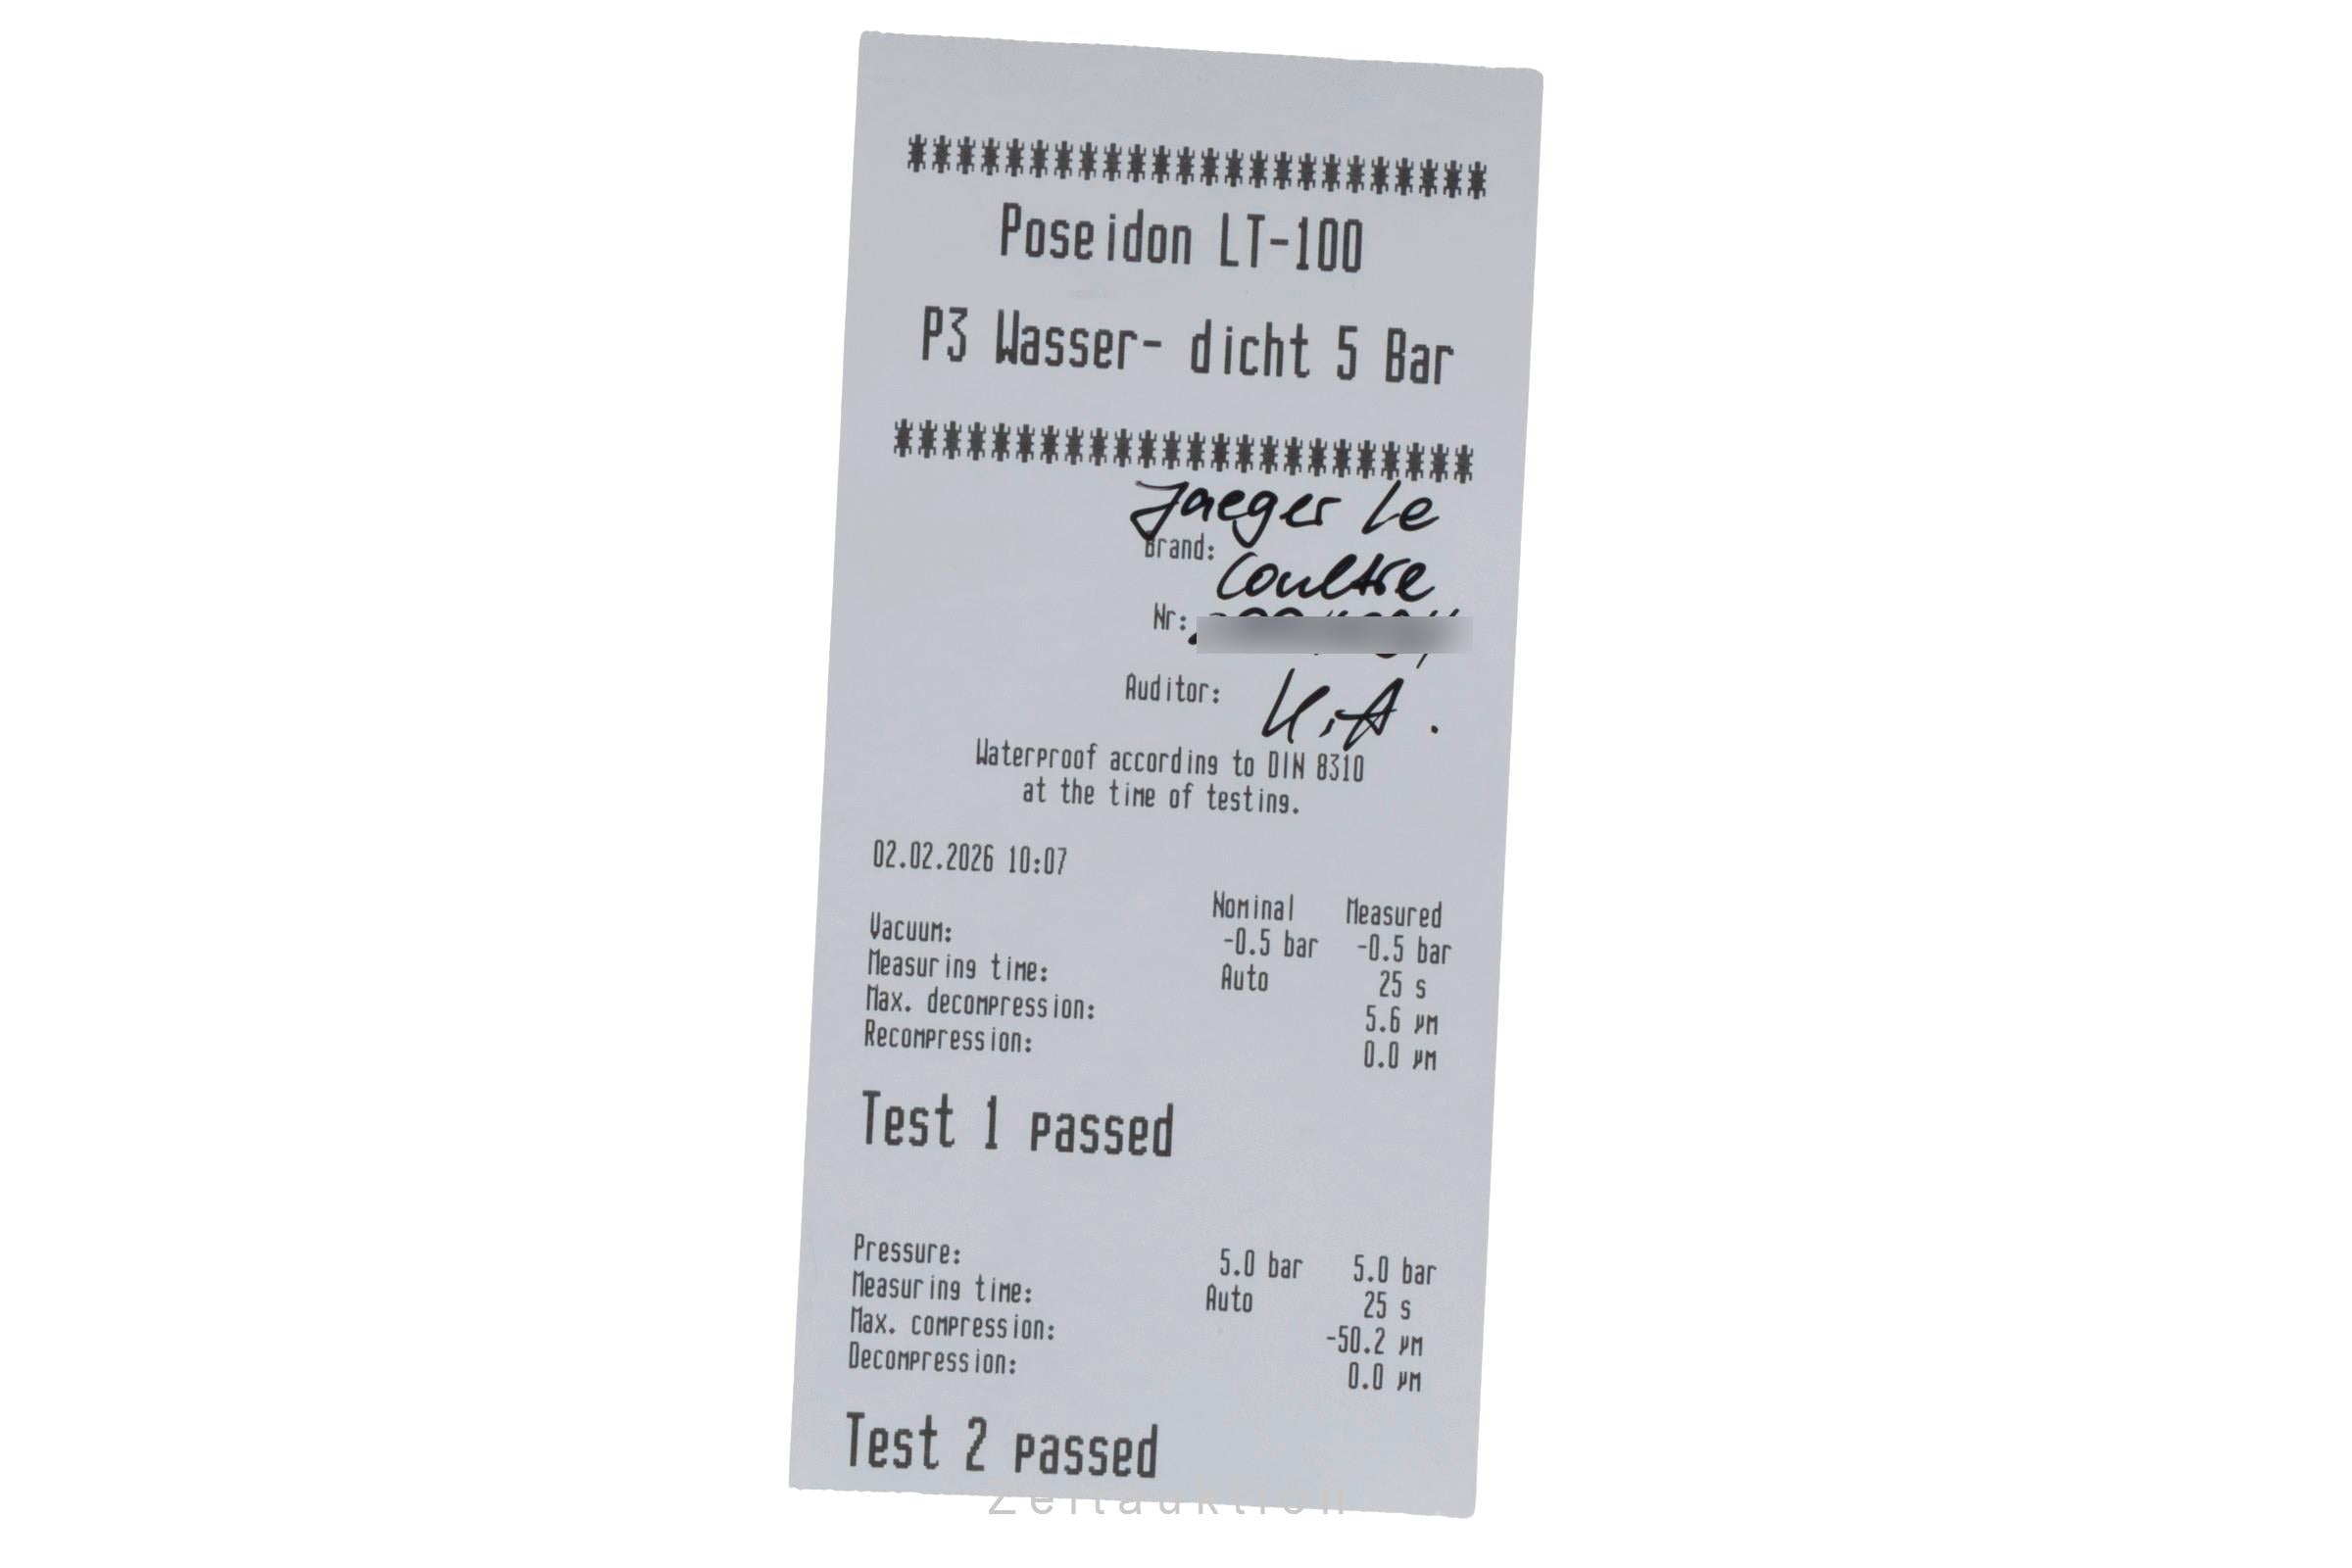 ************************
Poseidon LT-100
P3 Wasser- dicht 5 Bar
************************
Jaeger Le
Brand: Coultre
Nr:
Auditor: K.A.
Waterproof according to DIN 8310
at the time of testing.
02.02.2026 10:07
Nominal Measured
Vacuum: -0.5 bar -0.5 bar
Measuring time: Auto 25 s
Max. decompression: 5.6 µm
Recompression: 0.0 µm
Test 1 passed
Pressure: 5.0 bar 5.0 bar
Measuring time: Auto 25 s
Max. compression: -50.2 µm
Decompression: 0.0 µm
Test 2 passed
Zeitauktion